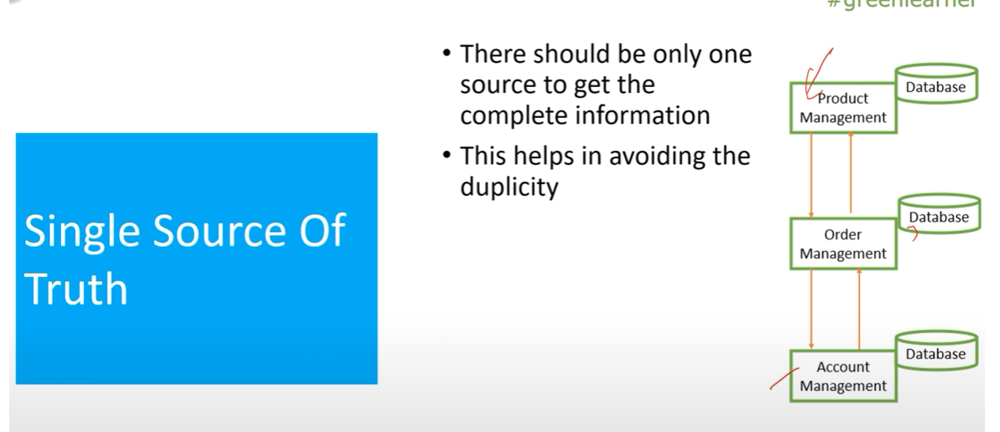 #greenlearner
• There should be only one
source to get the
complete information
• This helps in avoiding the
duplicity
Single Source Of
Truth
Product
Management
Database
Order
Management
Database
Account
Management
Database